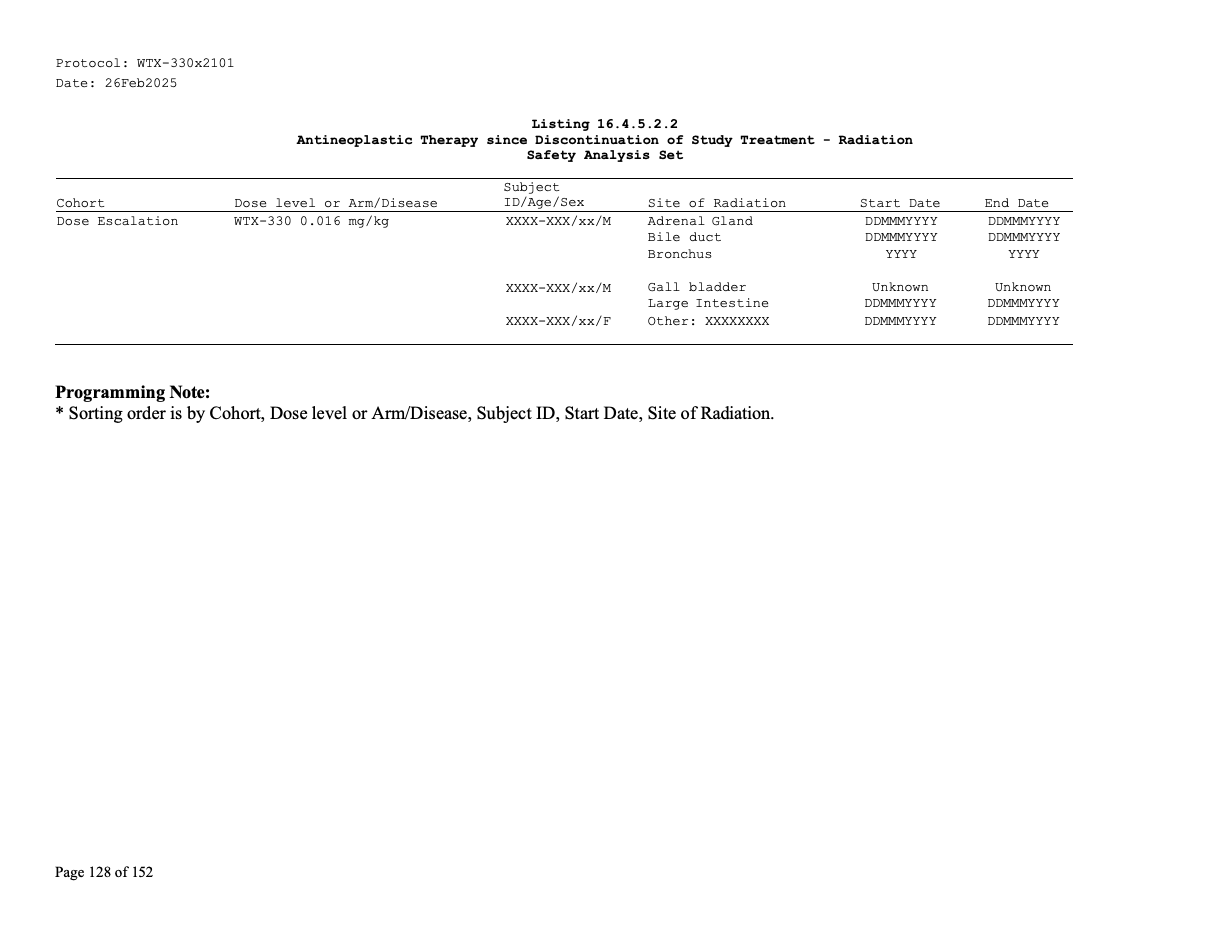 Protocol: WTX-330x2101
Date: 26Feb2025
Listing 16.4.5.2.2
Antineoplastic Therapy since Discontinuation of Study Treatment - Radiation
Safety Analysis Set
Subject
Cohort Dose level or Arm/Disease ID/Age/Sex Site of Radiation Start Date End Date
Dose Escalation WTX-330 0.016 mg/kg XXXX-XXX/xx/M Adrenal Gland DDMMMYYYY DDMMMYYYY
Bile duct DDMMMYYYY DDMMMYYYY
Bronchus YYYY YYYY
XXXX-XXX/xx/M Gall bladder Unknown Unknown
Large Intestine DDMMMYYYY DDMMMYYYY
XXXX-XXX/xx/F Other: XXXXXXXX DDMMMYYYY DDMMMYYYY
Programming Note:
* Sorting order is by Cohort, Dose level or Arm/Disease, Subject ID, Start Date, Site of Radiation.
Page 128 of 152